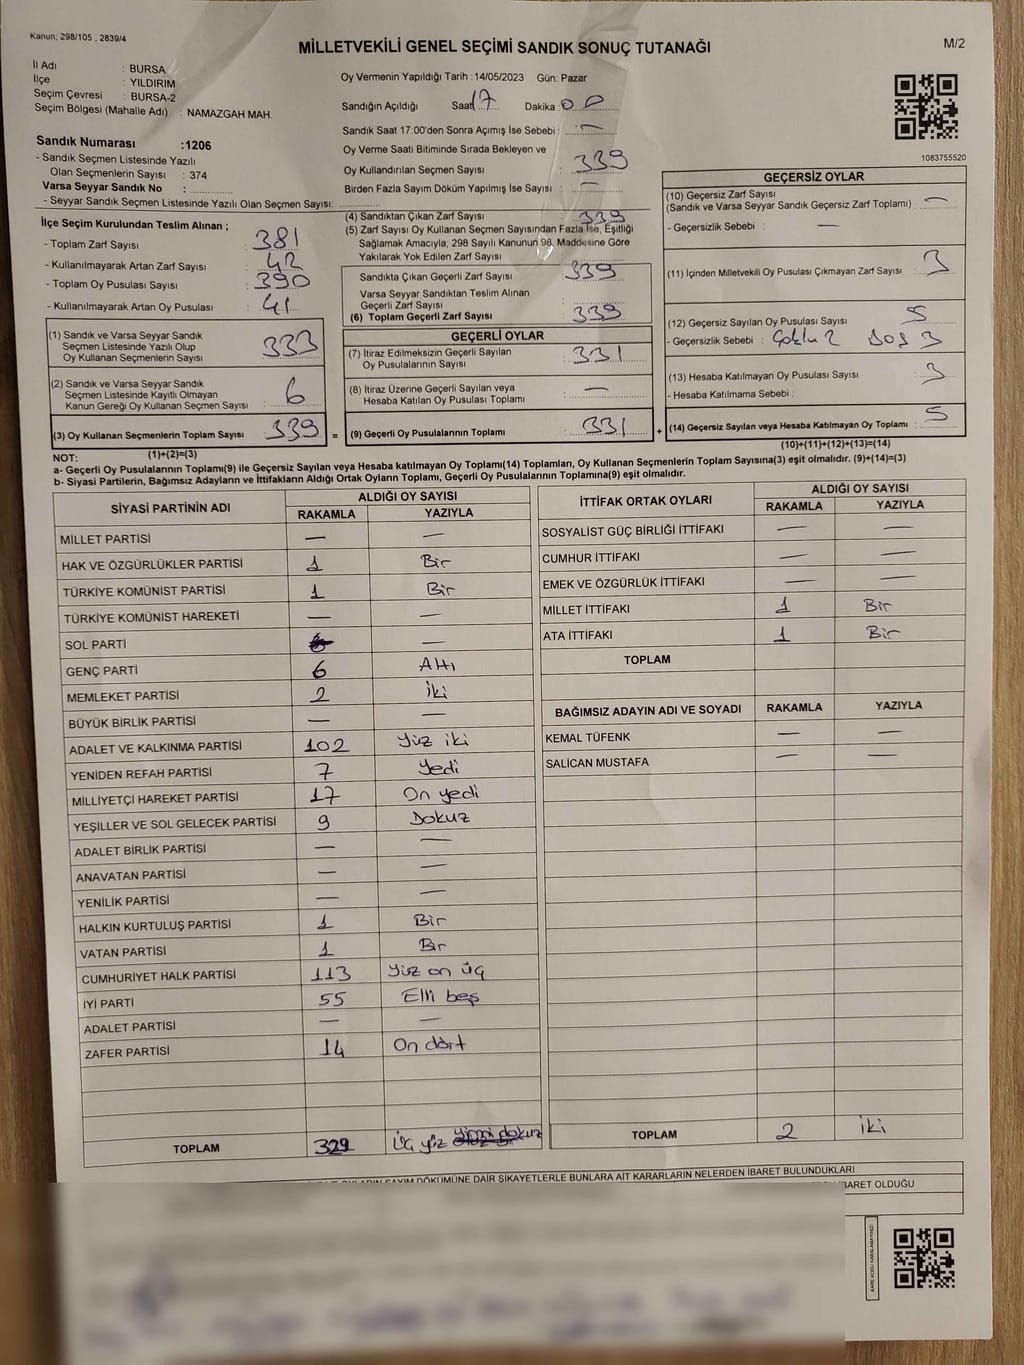 Kanun: 298/105 , 2839/4
MİLLETVEKİLİ GENEL SEÇİMİ SANDIK SONUÇ TUTANAĞI
M/2
İl Adı : BURSA
İlçe : YILDIRIM
Seçim Çevresi : BURSA-2
Seçim Bölgesi (Mahalle Adı) : NAMAZGAH MAH.
Sandık Numarası :1206
- Sandık Seçmen Listesinde Yazılı
Olan Seçmenlerin Sayısı : 374
Varsa Seyyar Sandık No :
- Seyyar Sandık Seçmen Listesinde Yazılı Olan Seçmen Sayısı:
Oy Vermenin Yapıldığı Tarih :14/05/2023 Gün: Pazar
Sandığın Açıldığı Saat 17 Dakika : 00
Sandık Saat 17:00'den Sonra Açılmış İse Sebebi : —
Oy Verme Saati Bitiminde Sırada Bekleyen ve
Oy Kullandırılan Seçmen Sayısı : 339
Birden Fazla Sayım Döküm Yapılmış İse Sayısı : —
1083755520
İlçe Seçim Kurulundan Teslim Alınan ;
- Toplam Zarf Sayısı : 381
- Kullanılmayarak Artan Zarf Sayısı : 42
- Toplam Oy Pusulası Sayısı : 390
- Kullanılmayarak Artan Oy Pusulası : 41
(1) Sandık ve Varsa Seyyar Sandık
Seçmen Listesinde Yazılı Olup
Oy Kullanan Seçmenlerin Sayısı : 333
(2) Sandık ve Varsa Seyyar Sandık
Seçmen Listesinde Kayıtlı Olmayan
Kanun Gereği Oy Kullanan Seçmen Sayısı : 6
(3) Oy Kullanan Seçmenlerin Toplam Sayısı : 339
(1)+(2)=(3)
(4) Sandıktan Çıkan Zarf Sayısı : 339
(5) Zarf Sayısı Oy Kullanan Seçmen Sayısından Fazla İse, Eşitliği
Sağlamak Amacıyla, 298 Sayılı Kanunun 98. Maddesine Göre
Yakılarak Yok Edilen Zarf Sayısı :
Sandıkta Çıkan Geçerli Zarf Sayısı : 339
Varsa Seyyar Sandıktan Teslim Alınan
Geçerli Zarf Sayısı :
(6) Toplam Geçerli Zarf Sayısı : 339
GEÇERLİ OYLAR
(7) İtiraz Edilmeksizin Geçerli Sayılan
Oy Pusulalarının Sayısı : 331
(8) İtiraz Üzerine Geçerli Sayılan veya
Hesaba Katılan Oy Pusulası Toplamı : —
= (9) Geçerli Oy Pusulalarının Toplamı : 331 +
GEÇERSİZ OYLAR
(10) Geçersiz Zarf Sayısı
(Sandık ve Varsa Seyyar Sandık Geçersiz Zarf Toplamı) : —
- Geçersizlik Sebebi : —
(11) İçinden Milletvekili Oy Pusulası Çıkmayan Zarf Sayısı : 3
(12) Geçersiz Sayılan Oy Pusulası Sayısı : 5
- Geçersizlik Sebebi : Çoklu 2 Boş 3
(13) Hesaba Katılmayan Oy Pusulası Sayısı : 3
- Hesaba Katılmama Sebebi :
(14) Geçersiz Sayılan veya Hesaba Katılmayan Oy Toplamı : 5
(10)+(11)+(12)+(13)=(14)
NOT:
a- Geçerli Oy Pusulalarının Toplamı(9) ile Geçersiz Sayılan veya Hesaba katılmayan Oy Toplamı(14) Toplamları, Oy Kullanan Seçmenlerin Toplam Sayısına(3) eşit olmalıdır. (9)+(14)=(3)
b- Siyasi Partilerin, Bağımsız Adayların ve İttifakların Aldığı Ortak Oyların Toplamı, Geçerli Oy Pusulalarının Toplamına(9) eşit olmalıdır.
SİYASİ PARTİNİN ADI ALDIĞI OY SAYISI
RAKAMLA YAZIYLA
MİLLET PARTİSİ — —
HAK VE ÖZGÜRLÜKLER PARTİSİ 1 Bir
TÜRKİYE KOMÜNİST PARTİSİ 1 Bir
TÜRKİYE KOMÜNİST HAREKETİ — —
SOL PARTİ —
GENÇ PARTİ 6 Altı
MEMLEKET PARTİSİ 2 İki
BÜYÜK BİRLİK PARTİSİ — —
ADALET VE KALKINMA PARTİSİ 102 Yüz iki
YENİDEN REFAH PARTİSİ 7 Yedi
MİLLİYETÇİ HAREKET PARTİSİ 17 On yedi
YEŞİLLER VE SOL GELECEK PARTİSİ 9 Dokuz
ADALET BİRLİK PARTİSİ — —
ANAVATAN PARTİSİ — —
YENİLİK PARTİSİ — —
HALKIN KURTULUŞ PARTİSİ 1 Bir
VATAN PARTİSİ 1 Bir
CUMHURİYET HALK PARTİSİ 113 Yüz on üç
İYİ PARTİ 55 Elli beş
ADALET PARTİSİ — —
ZAFER PARTİSİ 14 On dört
TOPLAM 329 Üç yüz yirmi dokuz
İTTİFAK ORTAK OYLARI ALDIĞI OY SAYISI
RAKAMLA YAZIYLA
SOSYALİST GÜÇ BİRLİĞİ İTTİFAKI — —
CUMHUR İTTİFAKI — —
EMEK VE ÖZGÜRLÜK İTTİFAKI — —
MİLLET İTTİFAKI 1 Bir
ATA İTTİFAKI 1 Bir
TOPLAM
BAĞIMSIZ ADAYIN ADI VE SOYADI RAKAMLA YAZIYLA
KEMAL TÜFENK — —
SALİCAN MUSTAFA — —
TOPLAM 2 İki
SAYIM DÖKÜMÜNE DAİR ŞİKAYETLERLE BUNLARA AİT KARARLARIN NELERDEN İBARET BULUNDUKLARI
İBARET OLDUĞU